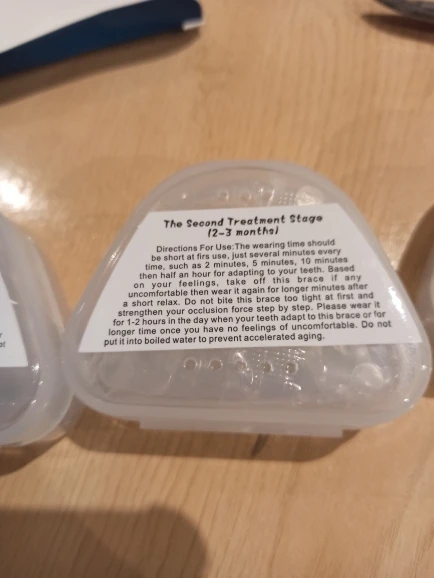 The Second Treatment Stage
(2-3 months)
Directions For Use:The wearing time should
be short at firs use, just several minutes every
time, such as 2 minutes, 5 minutes, 10 minutes
then half an hour for adapting to your teeth. Based
on your feelings, take off this brace if any
uncomfortable then wear it again for longer minutes after
a short relax. Do not bite this brace too tight at first and
strengthen your occlusion force step by step. Please wear it
for 1-2 hours in the day when your teeth adapt to this brace or for
longer time once you have no feelings of uncomfortable. Do not
put it into boiled water to prevent accelerated aging.